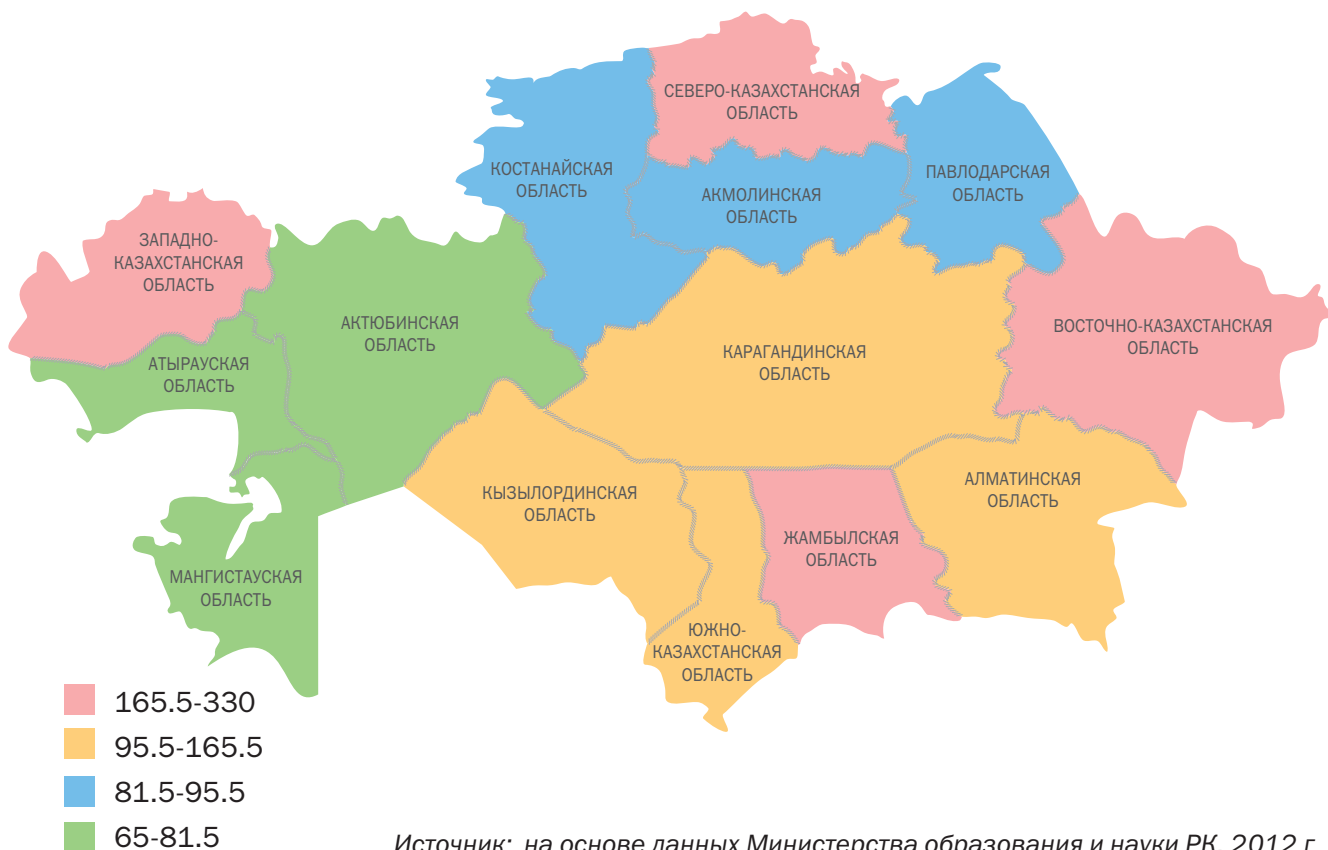 СЕВЕРО-КАЗАХСТАНСКАЯ
ОБЛАСТЬ
КОСТАНАЙСКАЯ
ОБЛАСТЬ
АКМОЛИНСКАЯ
ОБЛАСТЬ
ПАВЛОДАРСКАЯ
ОБЛАСТЬ
ЗАПАДНО-
КАЗАХСТАНСКАЯ
ОБЛАСТЬ
АКТЮБИНСКАЯ
ОБЛАСТЬ
ВОСТОЧНО-КАЗАХСТАНСКАЯ
ОБЛАСТЬ
АТЫРАУСКАЯ
ОБЛАСТЬ
КАРАГАНДИНСКАЯ
ОБЛАСТЬ
КЫЗЫЛОРДИНСКАЯ
ОБЛАСТЬ
АЛМАТИНСКАЯ
ОБЛАСТЬ
ЖАМБЫЛСКАЯ
ОБЛАСТЬ
МАНГИСТАУСКАЯ
ОБЛАСТЬ
ЮЖНО-
КАЗАХСТАНСКАЯ
ОБЛАСТЬ
165.5-330
95.5-165.5
81.5-95.5
65-81.5
Источник: на основе данных Министерства образования и науки РК, 2012 г.